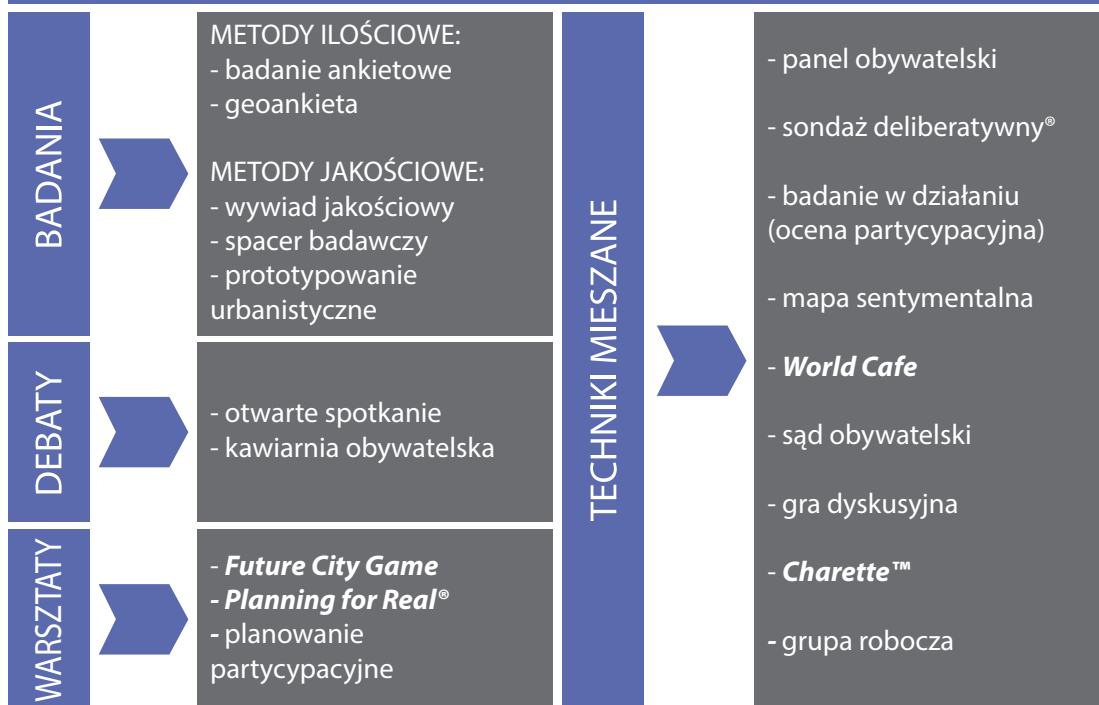 BADANIA
METODY ILOŚCIOWE:
- badanie ankietowe
- geoankieta
METODY JAKOŚCIOWE:
- wywiad jakościowy
- spacer badawczy
- prototypowanie
urbanistyczne
DEBATY
- otwarte spotkanie
- kawiarnia obywatelska
WARSZTATY
- Future City Game
- Planning for Real®
- planowanie
partycypacyjne
TECHNIKI MIESZANE
- panel obywatelski
- sondaż deliberatywny®
- badanie w działaniu
(ocena partycypacyjna)
- mapa sentymentalna
- World Cafe
- sąd obywatelski
- gra dyskusyjna
- Charette™
- grupa robocza